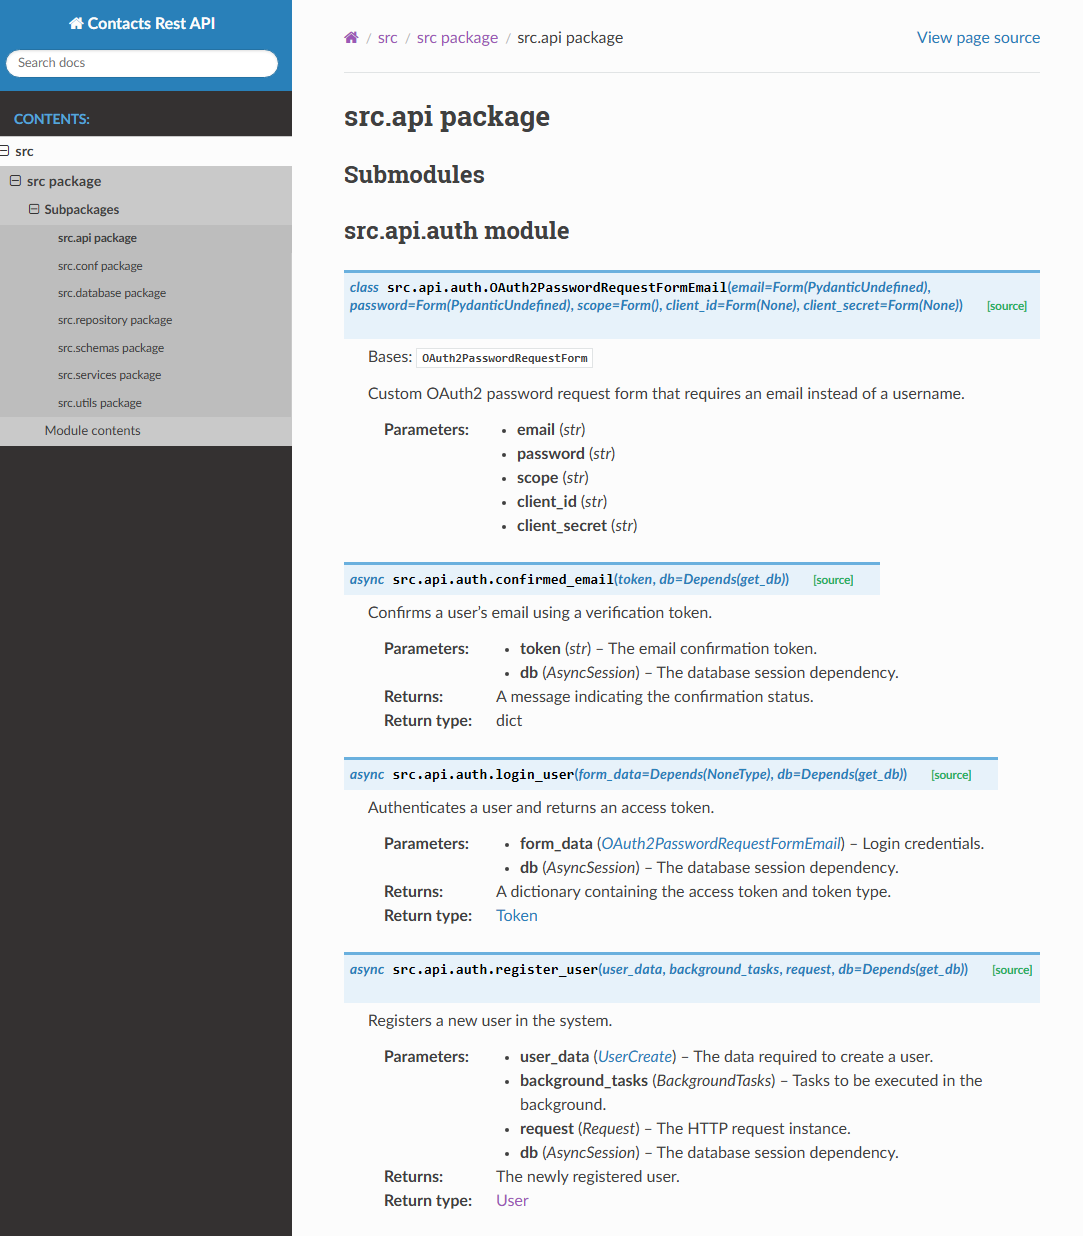 Contacts Rest API
Search docs
CONTENTS:
src
src package
Subpackages
src.api package
src.conf package
src.database package
src.repository package
src.schemas package
src.services package
src.utils package
Module contents
/ src / src package / src.api package
View page source
src.api package
Submodules
src.api.auth module
class src.api.auth.OAuth2PasswordRequestFormEmail(email=Form(PydanticUndefined),
password=Form(PydanticUndefined), scope=Form(), client_id=Form(None), client_secret=Form(None)) [source]
Bases: OAuth2PasswordRequestForm
Custom OAuth2 password request form that requires an email instead of a username.
Parameters:
• email (str)
• password (str)
• scope (str)
• client_id (str)
• client_secret (str)
async src.api.auth.confirmed_email(token, db=Depends(get_db)) [source]
Confirms a user’s email using a verification token.
Parameters:
• token (str) – The email confirmation token.
• db (AsyncSession) – The database session dependency.
Returns: A message indicating the confirmation status.
Return type: dict
async src.api.auth.login_user(form_data=Depends(NoneType), db=Depends(get_db)) [source]
Authenticates a user and returns an access token.
Parameters:
• form_data (OAuth2PasswordRequestFormEmail) – Login credentials.
• db (AsyncSession) – The database session dependency.
Returns: A dictionary containing the access token and token type.
Return type: Token
async src.api.auth.register_user(user_data, background_tasks, request, db=Depends(get_db)) [source]
Registers a new user in the system.
Parameters:
• user_data (UserCreate) – The data required to create a user.
• background_tasks (BackgroundTasks) – Tasks to be executed in the
background.
• request (Request) – The HTTP request instance.
• db (AsyncSession) – The database session dependency.
Returns: The newly registered user.
Return type: User